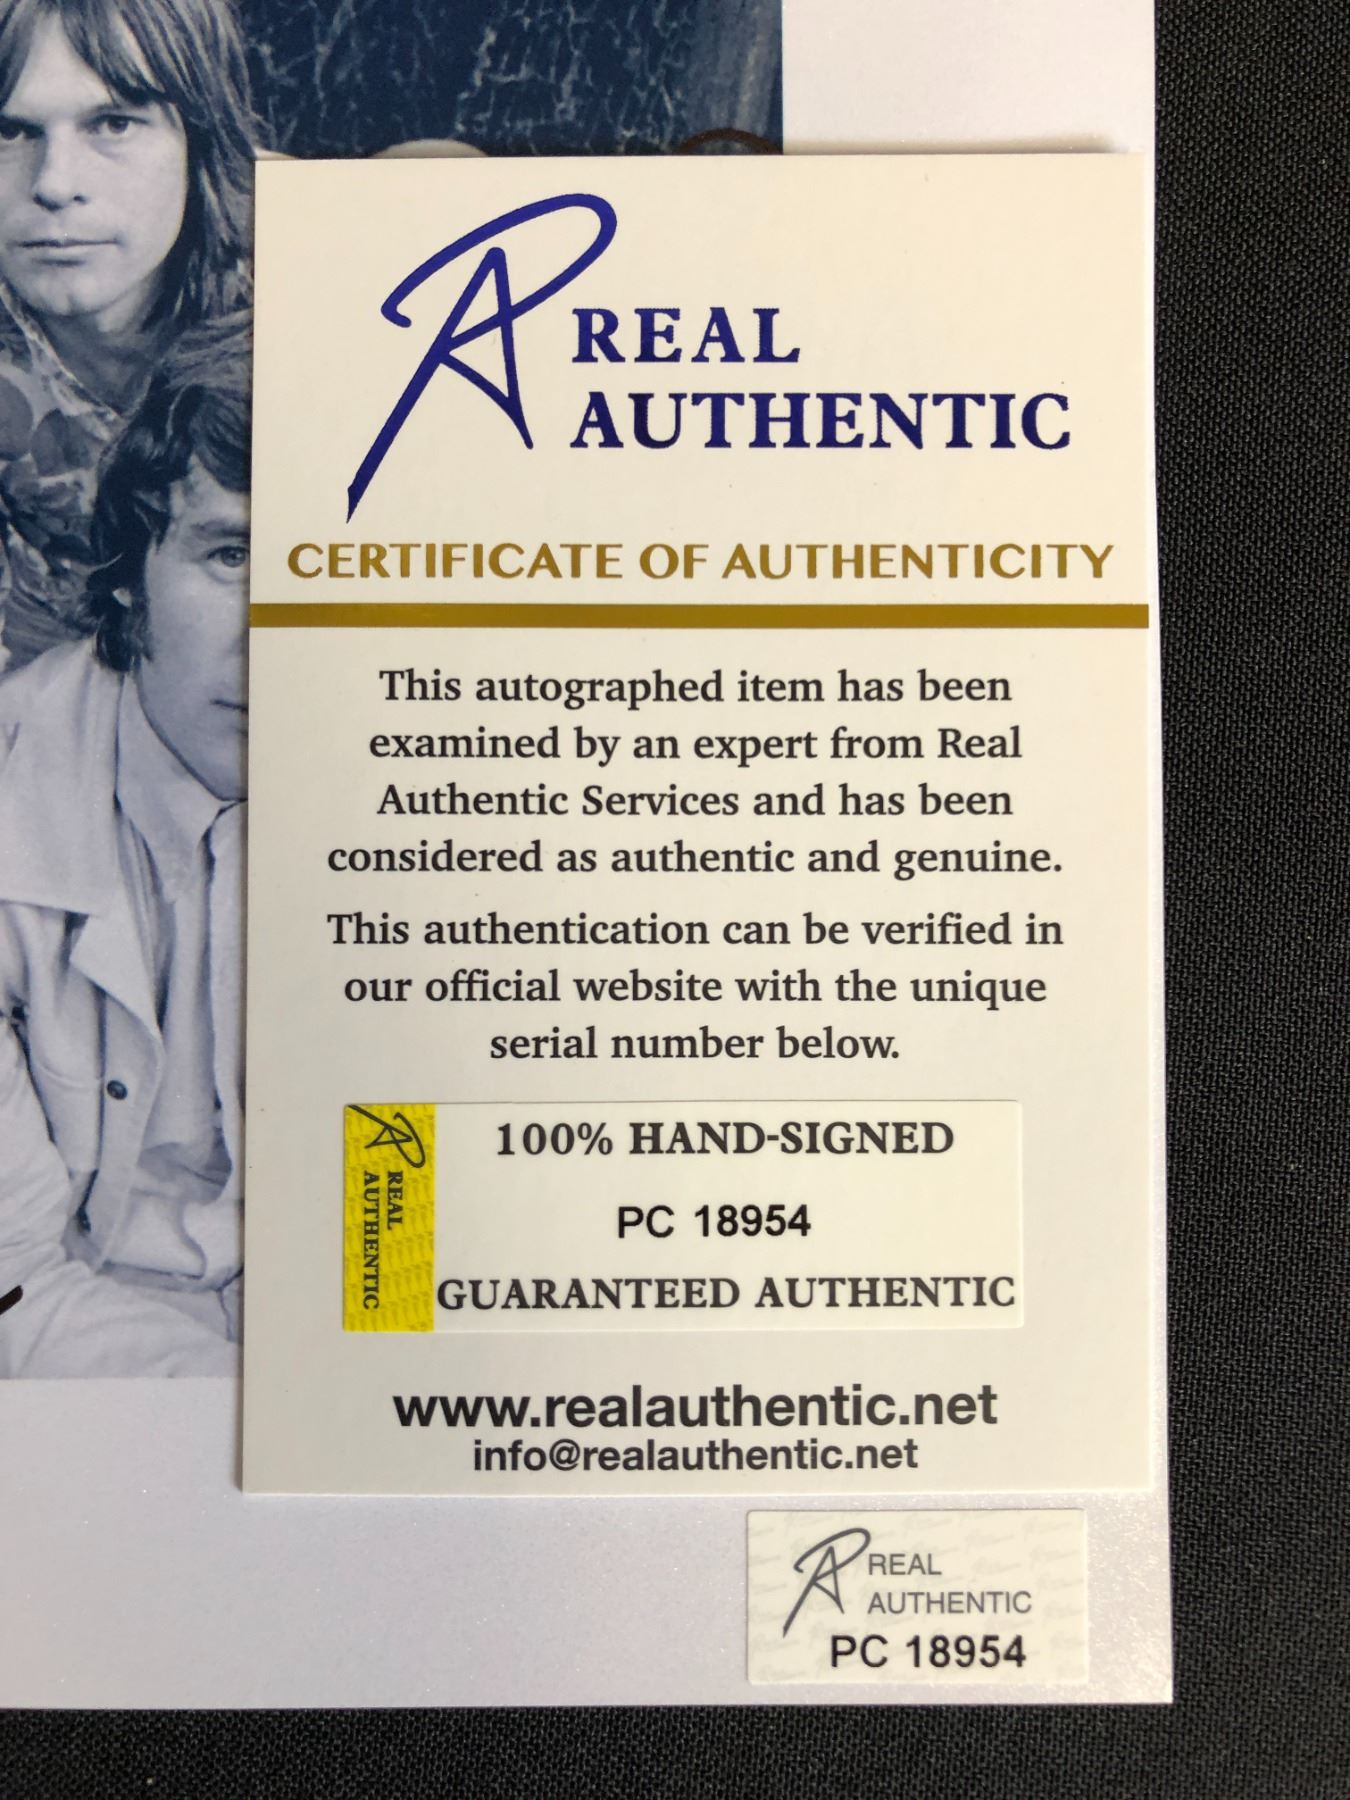 REAL
AUTHENTIC
CERTIFICATE OF AUTHENTICITY
This autographed item has been
examined by an expert from Real
Authentic Services and has been
considered as authentic and genuine.
This authentication can be verified in
our official website with the unique
serial number below.
REAL
AUTHENTIC
100% HAND-SIGNED
PC 18954
GUARANTEED AUTHENTIC
www.realauthentic.net
info@realauthentic.net
REAL
AUTHENTIC
PC 18954